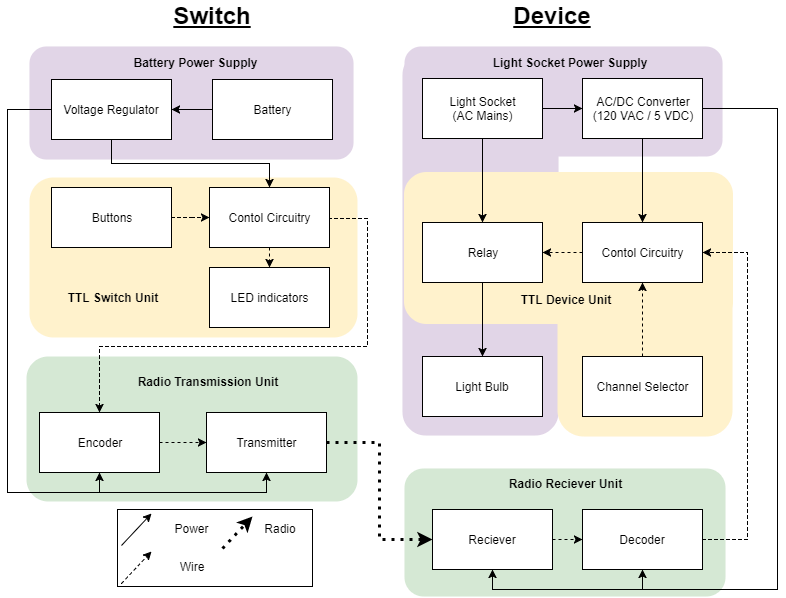 Switch
Device
Battery Power Supply
Voltage Regulator
Battery
Light Socket Power Supply
Light Socket
(AC Mains)
AC/DC Converter
(120 VAC / 5 VDC)
Buttons
Contol Circuitry
LED indicators
TTL Switch Unit
Relay
Contol Circuitry
TTL Device Unit
Light Bulb
Channel Selector
Radio Transmission Unit
Encoder
Transmitter
Radio Reciever Unit
Reciever
Decoder
Power
Radio
Wire